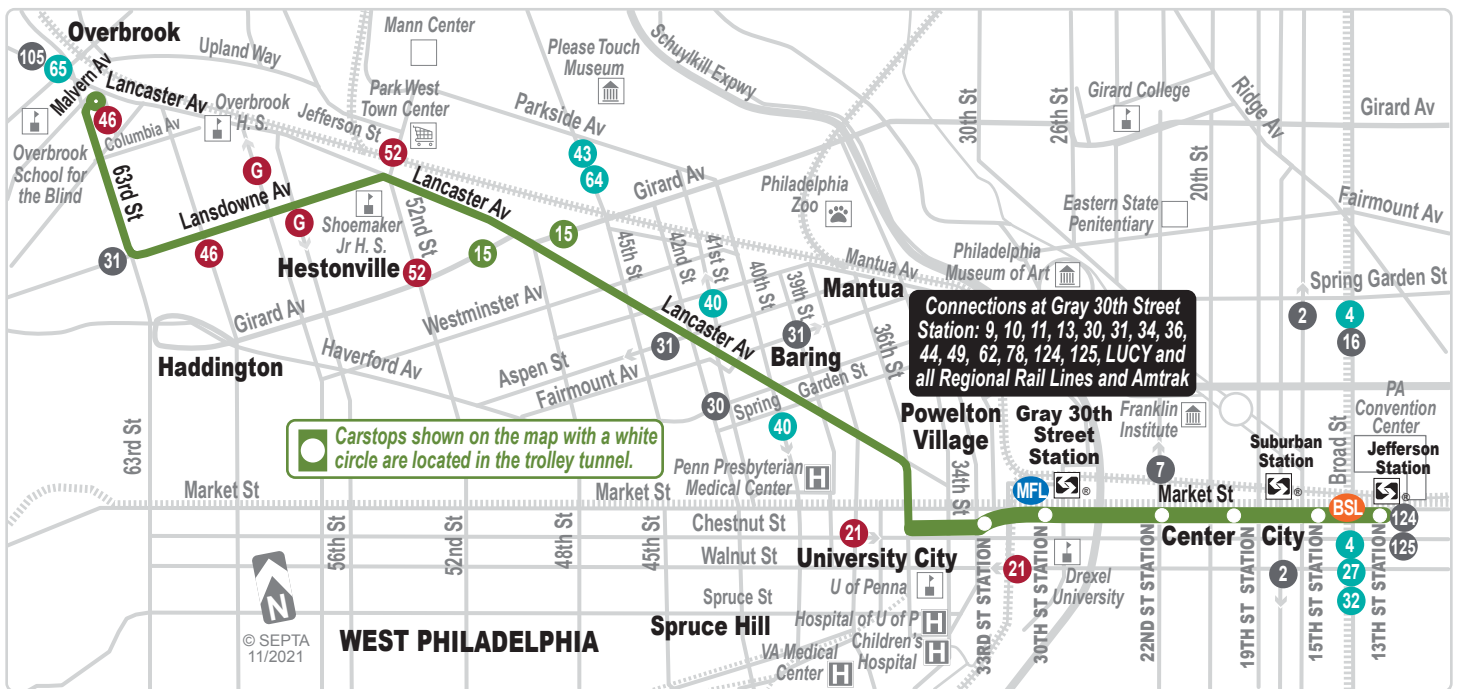 Overbrook
105
65
Malvern Av
46
Upland Way
Lancaster Av
Columbia Av
Overbrook
H. S.
Overbrook
School for
the Blind
63rd St
31
Lansdowne Av
46
G
G
Jefferson St
Mann Center
Park West
Town Center
52
Please Touch
Museum
Parkside Av
43
64
Schuylkill Expwy
Shoemaker
Jr H. S.
Hestonville
52nd St
52
Lancaster Av
15
15
Girard Av
Girard Av
Westminster Av
45th St
42nd St
41st St
40
40th St
39th St
Philadelphia
Zoo
Mantua Av
Mantua
36th St
30th St
26th St
Girard College
20th St
Ridge Av
Girard Av
Eastern State
Penitentiary
Fairmount Av
Philadelphia
Museum of Art
Spring Garden St
2
4
16
Haddington
Haverford Av
Aspen St
31
Fairmount Av
Lancaster Av
31
Baring
30
Spring
Garden St
40
Connections at Gray 30th Street
Station: 9, 10, 11, 13, 30, 31, 34, 36,
44, 49, 62, 78, 124, 125, LUCY and
all Regional Rail Lines and Amtrak
Carstops shown on the map with a white
circle are located in the trolley tunnel.
63rd St
Penn Presbyterian
Medical Center
H
Powelton
Village
34th St
Gray 30th
Street
Station
MFL
®
Franklin
Institute
7
Suburban
Station
®
Broad St
PA
Convention
Center
Jefferson
Station
®
Market St
Market St
Market St
Chestnut St
Walnut St
Spruce St
56th St
52nd St
48th St
45th St
21
University City
21
Center
City
BSL
124
125
4
27
32
2
U of Penna
Hospital of U of P
H
Children's
Hospital
H
VA Medical
Center
H
Drexel
University
33RD ST STATION
30TH ST STATION
22ND ST STATION
19TH ST STATION
15TH ST STATION
13TH ST STATION
Spruce Hill
WEST PHILADELPHIA
N
© SEPTA
11/2021